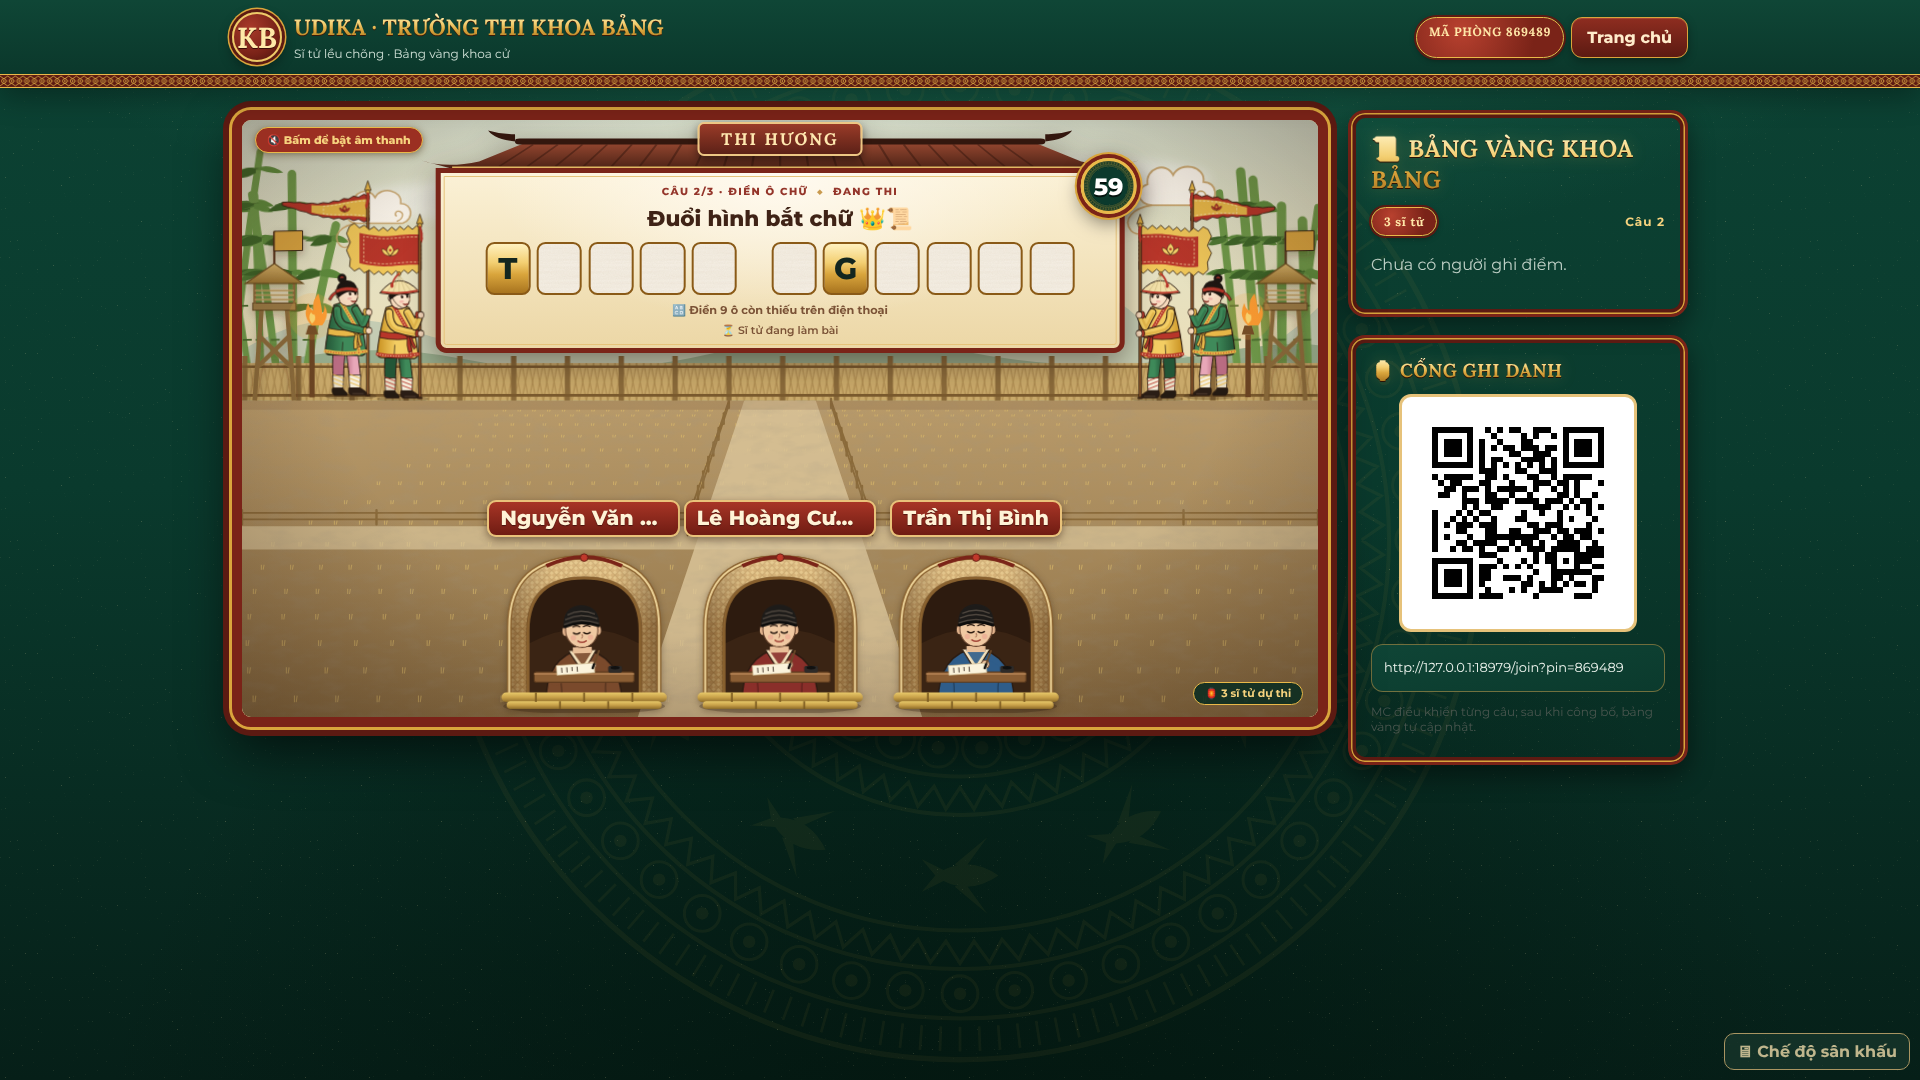 KB
UDIKA · TRƯỜNG THI KHOA BẢNG
Sĩ tử lều chõng · Bảng vàng khoa cử
MÃ PHÒNG 869489
Trang chủ
Bấm để bật âm thanh
THI HƯƠNG
CÂU 2/3 · ĐIỀN Ô CHỮ ◆ ĐANG THI
59
Đuổi hình bắt chữ 👑📜
T G
🔠 Điền 9 ô còn thiếu trên điện thoại
⏳ Sĩ tử đang làm bài
Nguyễn Văn ...
Lê Hoàng Cư...
Trần Thị Bình
3 sĩ tử dự thi
📜 BẢNG VÀNG KHOA
BẢNG
3 sĩ tử
Câu 2
Chưa có người ghi điểm.
CỔNG GHI DANH
http://127.0.0.1:18979/join?pin=869489
MC điều khiển từng câu; sau khi công bố, bảng
vàng tự cập nhật.
🖥 Chế độ sân khấu